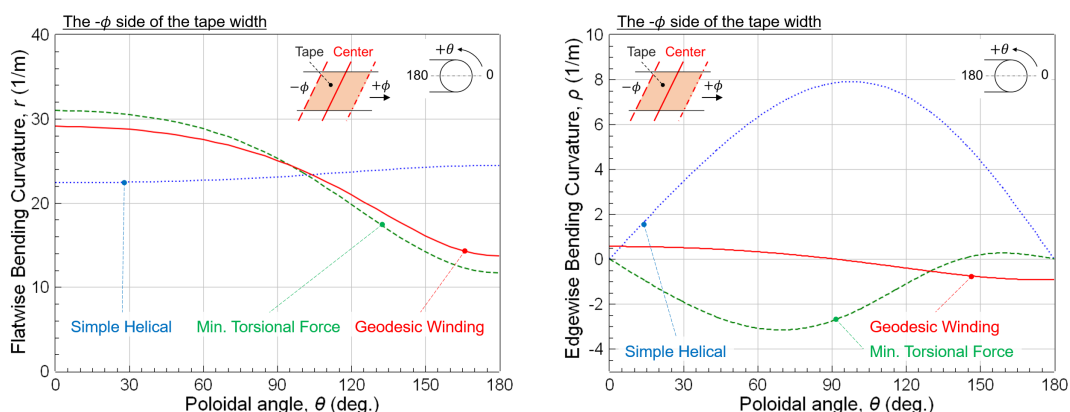 The -ϕ side of the tape width
Flatwise Bending Curvature, r (1/m)
40
30
20
10
0
Tape Center
−ϕ
+ϕ
+θ
180
0
Simple Helical
Min. Torsional Force
Geodesic Winding
0 30 60 90 120 150 180
Poloidal angle, θ (deg.)
The -ϕ side of the tape width
Edgewise Bending Curvature, ρ (1/m)
10
8
6
4
2
0
-2
-4
Tape Center
−ϕ
+ϕ
+θ
180
0
Geodesic Winding
Simple Helical
Min. Torsional Force
0 30 60 90 120 150 180
Poloidal angle, θ (deg.)